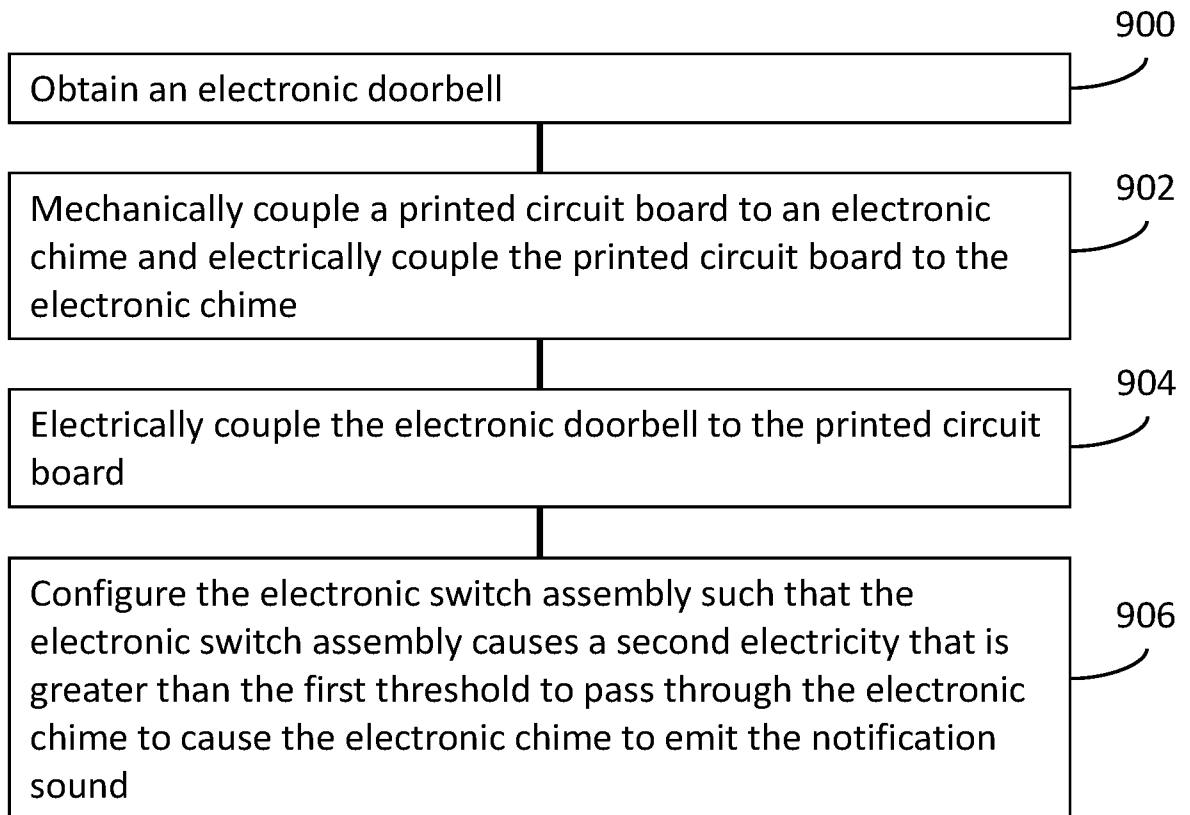 900
Obtain an electronic doorbell
902
Mechanically couple a printed circuit board to an electronic
chime and electrically couple the printed circuit board to the
electronic chime
904
Electrically couple the electronic doorbell to the printed circuit
board
Configure the electronic switch assembly such that the
906
electronic switch assembly causes a second electricity that is
greater than the first threshold to pass through the electronic
chime to cause the electronic chime to emit the notification
sound